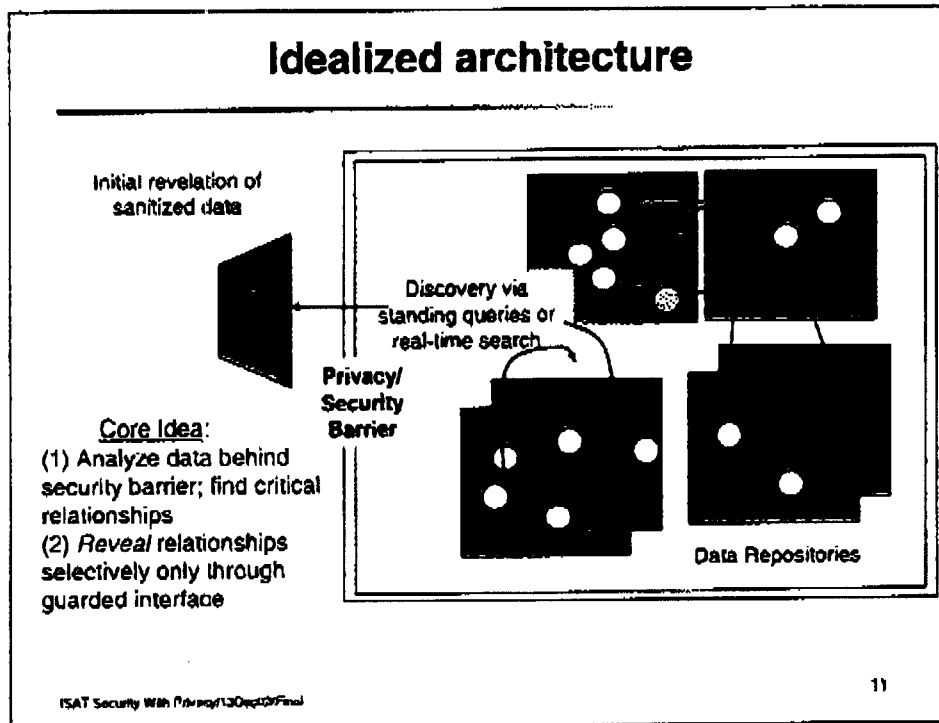 Idealized architecture
Initial revelation of
sanitized data
Discovery via
standing queries or
real-time search
Privacy/
Security
Barrier
Core Idea:
(1) Analyze data behind
security barrier; find critical
relationships
(2) Reveal relationships
selectively only through
guarded interface
Data Repositories
ISAT Security With
11